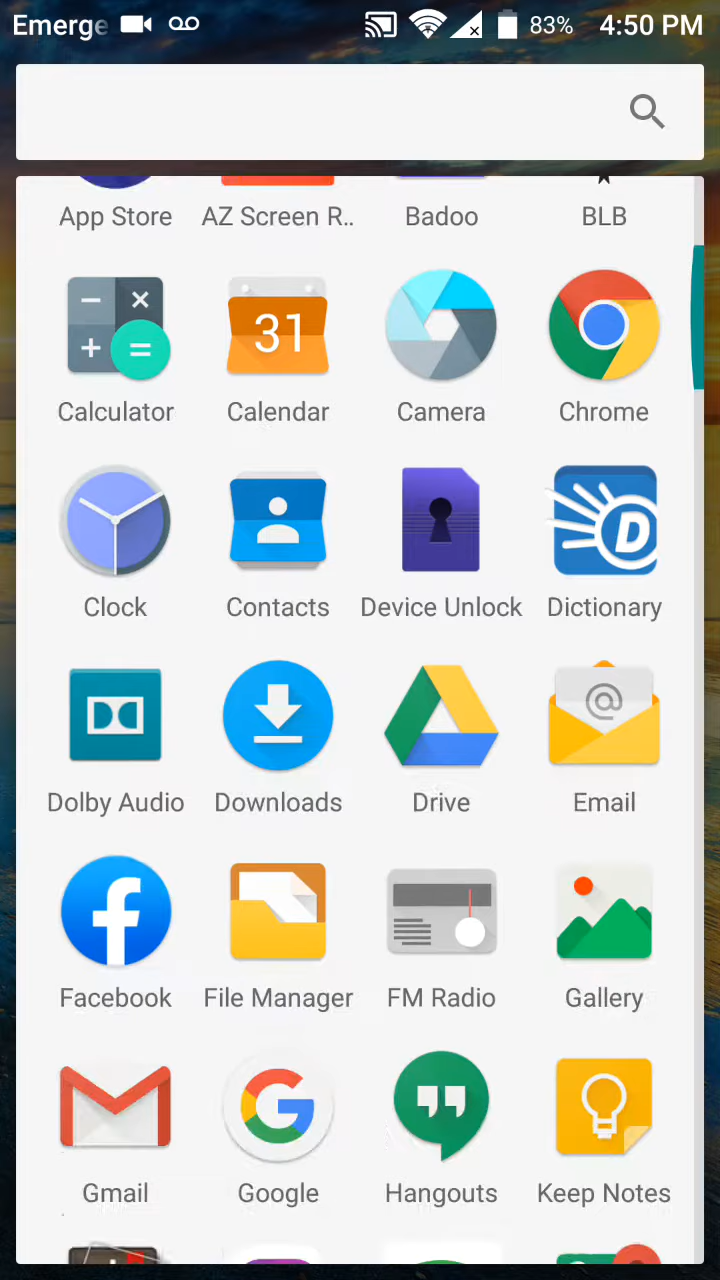 Emerge 83% 4:50 PM
App Store AZ Screen R.. Badoo BLB
31
Calculator Calendar Camera Chrome
D
Clock Contacts Device Unlock Dictionary
@
Dolby Audio Downloads Drive Email
f
Facebook File Manager FM Radio Gallery
M G
Gmail Google Hangouts Keep Notes